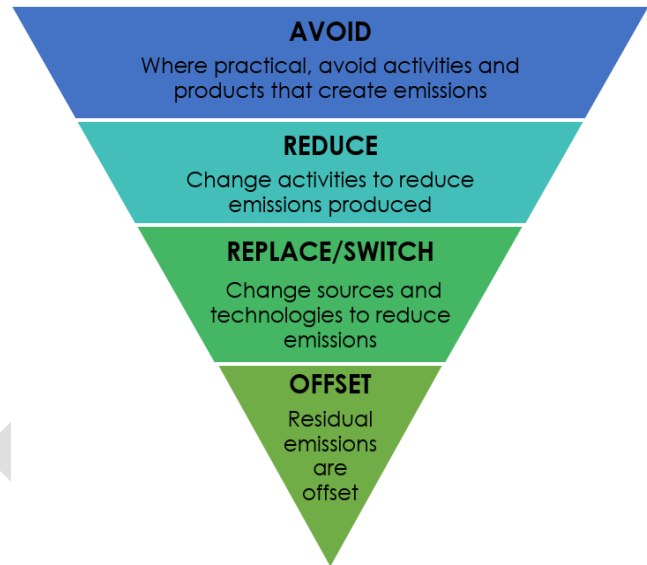 AVOID
Where practical, avoid activities and
products that create emissions
REDUCE
Change activities to reduce
emissions produced
REPLACE/SWITCH
Change sources and
technologies to reduce
emissions
OFFSET
Residual
emissions
are
offset